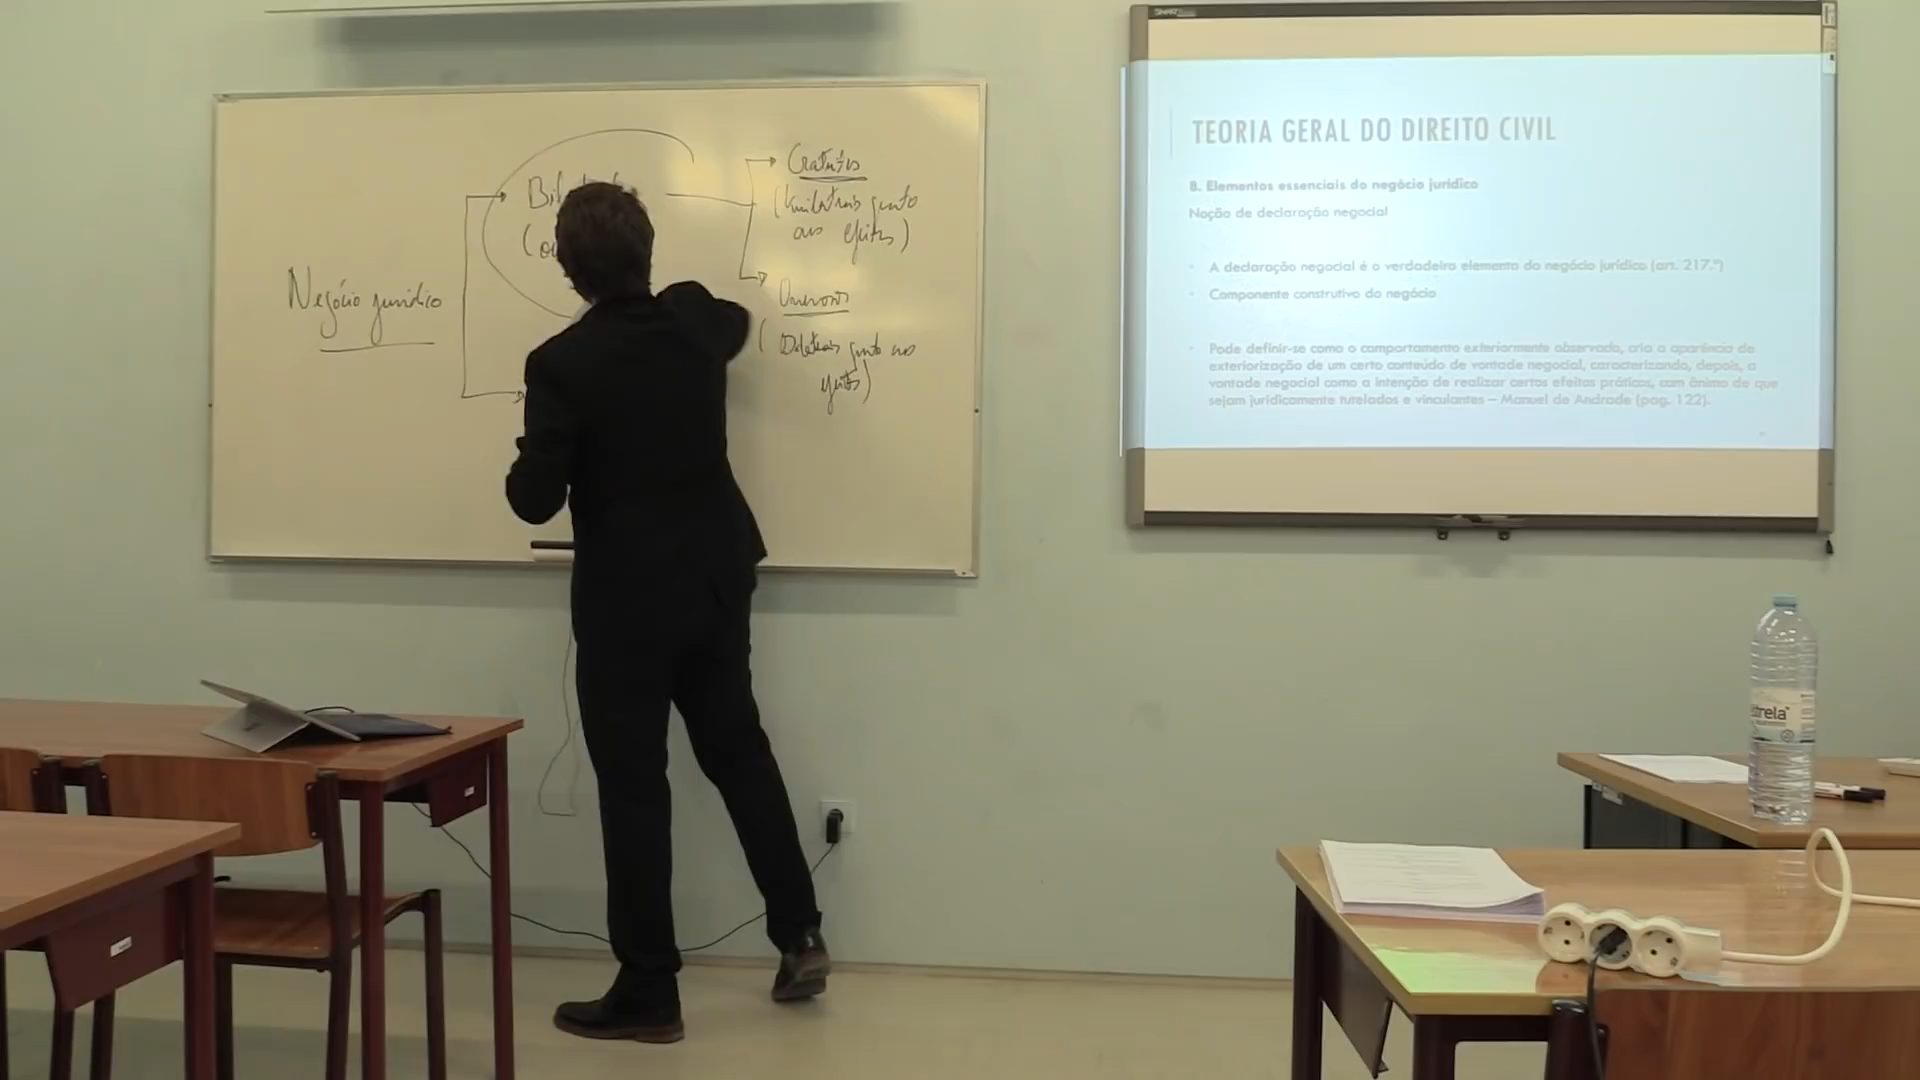 Negócio jurídico
Gratuitos
(Unilaterais quanto
aos efeitos)
Onerosos
(Bilaterais quanto aos
efeitos)
SMART
TEORIA GERAL DO DIREITO CIVIL
B. Elementos essenciais do negócio jurídico
Noção de declaração negocial
• A declaração negocial é o verdadeiro elemento do negócio jurídico (art. 217.º)
• Componente construtivo do negócio
• Pode definir-se como o comportamento exteriormente observado, cria a aparência de
exteriorização de um certo conteúdo de vontade negocial, caracterizando, depois, a
vontade negocial como a intenção de realizar certos efeitos práticos, com ânimo de que
sejam juridicamente tutelados e vinculantes – Manuel de Andrade (pag. 122).
strela